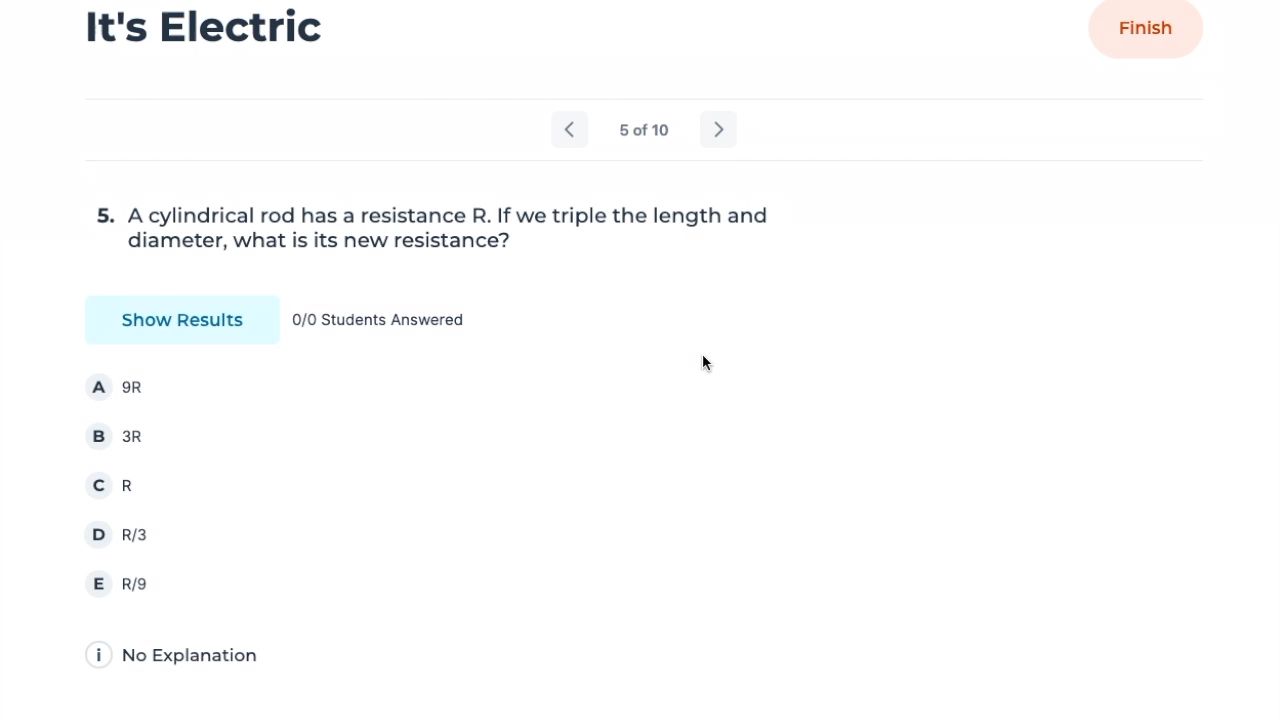 It's Electric
Finish
5 of 10
5. A cylindrical rod has a resistance R. If we triple the length and
diameter, what is its new resistance?
Show Results
0/0 Students Answered
A 9R
B 3R
C R
D R/3
E R/9
i No Explanation